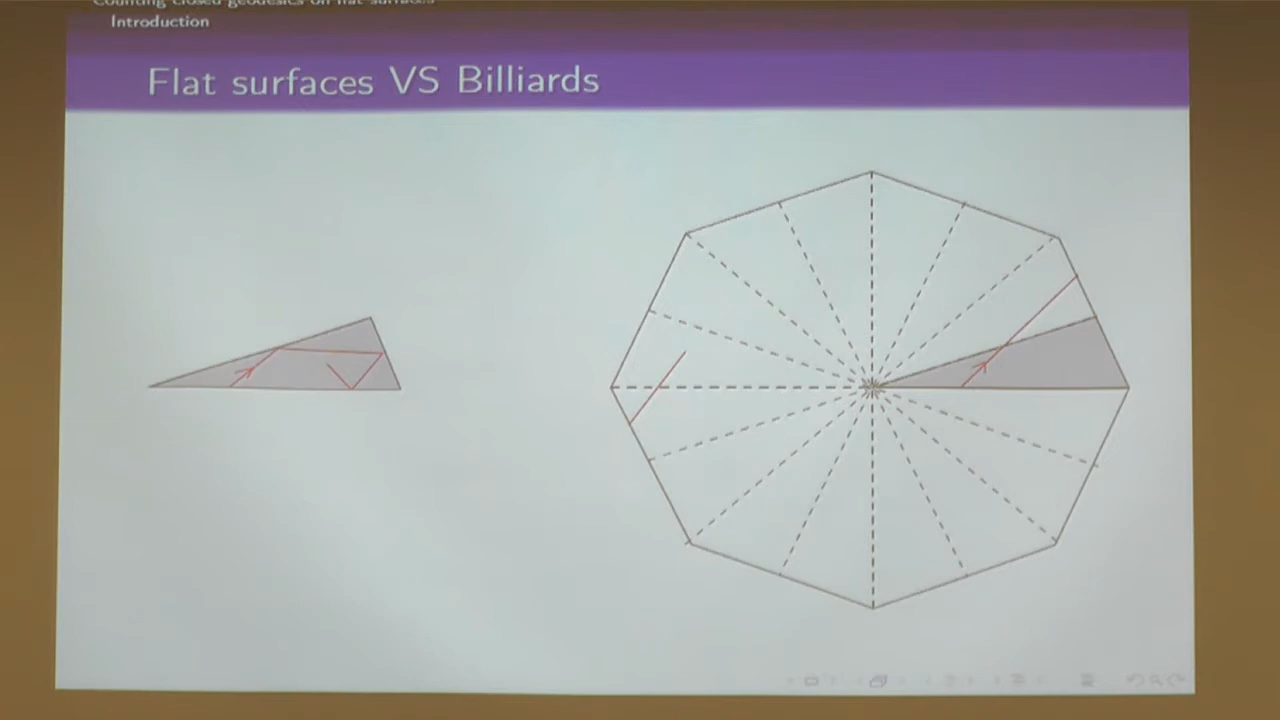 Counting closed geodesics on flat surfaces
Introduction
Flat surfaces VS Billiards